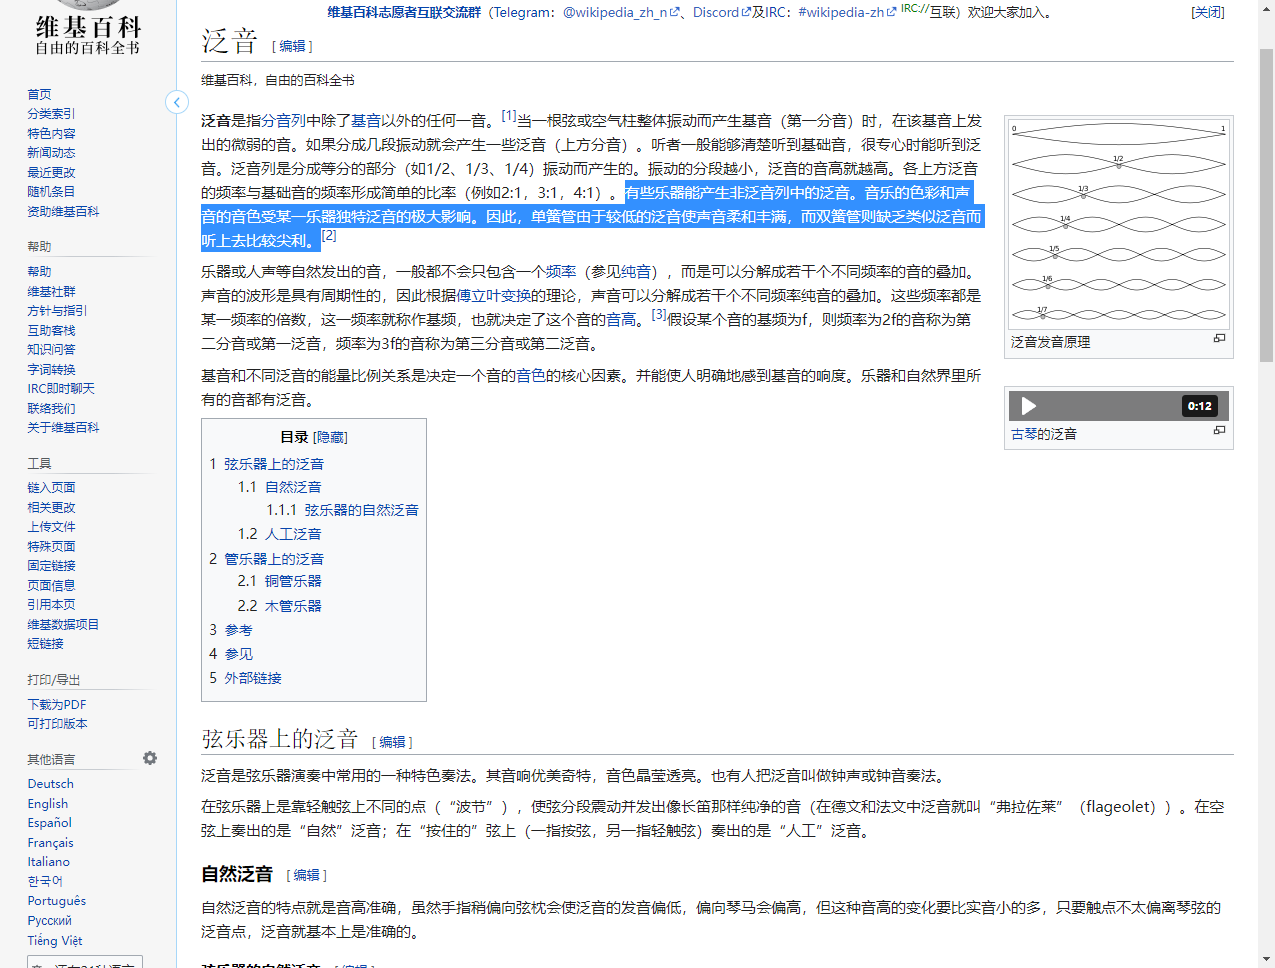 维基百科
自由的百科全书
首页
分类索引
特色内容
新闻动态
最近更改
随机条目
资助维基百科
帮助
帮助
维基社群
方针与指引
互助客栈
知识问答
字词转换
IRC即时聊天
联络我们
关于维基百科
工具
链入页面
相关更改
上传文件
特殊页面
固定链接
页面信息
引用本页
维基数据项目
短链接
打印/导出
下载为PDF
可打印版本
其他语言
Deutsch
English
Español
Français
Italiano
한국어
Português
Русский
Tiếng Việt
维基百科志愿者互联交流群（Telegram：@wikipedia_zh_n、Discord及IRC：#wikipedia-zh IRC://互联）欢迎大家加入。 [关闭]
泛音 [编辑]
维基百科，自由的百科全书
泛音是指分音列中除了基音以外的任何一音。[1]当一根弦或空气柱整体振动而产生基音（第一分音）时，在该基音上发
出的微弱的音。如果分成几段振动就会产生一些泛音（上方分音）。听者一般能够清楚听到基础音，很专心时能听到泛
音。泛音列是分成等分的部分（如1/2、1/3、1/4）振动而产生的。振动的分段越小，泛音的音高就越高。各上方泛音
的频率与基础音的频率形成简单的比率（例如2:1，3:1，4:1）。有些乐器能产生非泛音列中的泛音。音乐的色彩和声
音的音色受某一乐器独特泛音的极大影响。因此，单簧管由于较低的泛音使声音柔和丰满，而双簧管则缺乏类似泛音而
听上去比较尖利。[2]
乐器或人声等自然发出的音，一般都不会只包含一个频率（参见纯音），而是可以分解成若干个不同频率的音的叠加。
声音的波形是具有周期性的，因此根据傅立叶变换的理论，声音可以分解成若干个不同频率纯音的叠加。这些频率都是
某一频率的倍数，这一频率就称作基频，也就决定了这个音的音高。[3]假设某个音的基频为f，则频率为2f的音称为第
二分音或第一泛音，频率为3f的音称为第三分音或第二泛音。
基音和不同泛音的能量比例关系是决定一个音的音色的核心因素。并能使人明确地感到基音的响度。乐器和自然界里所
有的音都有泛音。
0 1
1/2
1/3
1/4
1/5
1/6
1/7
泛音发音原理
0:12
古琴的泛音
目录 [隐藏]
1 弦乐器上的泛音
1.1 自然泛音
1.1.1 弦乐器的自然泛音
1.2 人工泛音
2 管乐器上的泛音
2.1 铜管乐器
2.2 木管乐器
3 参考
4 参见
5 外部链接
弦乐器上的泛音 [编辑]
泛音是弦乐器演奏中常用的一种特色奏法。其音响优美奇特，音色晶莹透亮。也有人把泛音叫做钟声或钟音奏法。
在弦乐器上是靠轻触弦上不同的点（“波节”），使弦分段震动并发出像长笛那样纯净的音（在德文和法文中泛音就叫“弗拉佐莱”（flageolet））。在空
弦上奏出的是“自然”泛音；在“按住的”弦上（一指按弦，另一指轻触弦）奏出的是“人工”泛音。
自然泛音 [编辑]
自然泛音的特点就是音高准确，虽然手指稍偏向弦枕会使泛音的发音偏低，偏向琴马会偏高，但这种音高的变化要比实音小的多，只要触点不太偏离琴弦的
泛音点，泛音就基本上是准确的。
弦乐器的自然泛音 [编辑]